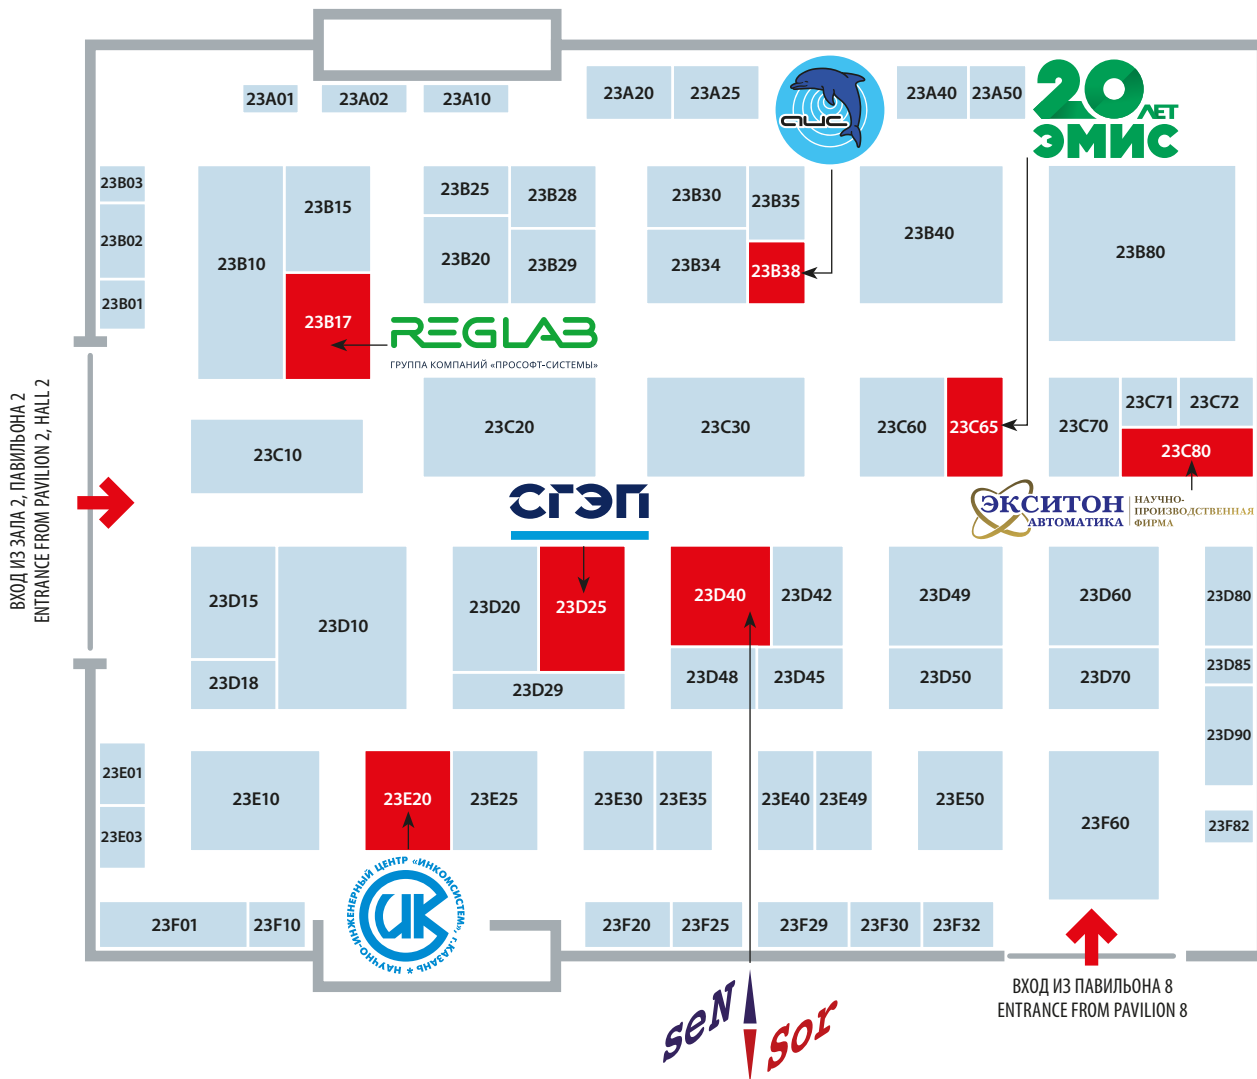 23A01
23A02
23A10
23A20
23A25
аис
23A40
23A50
20 ЛЕТ
ЭМИС
23B03
23B02
23B01
23B10
23B15
23B17
23B25
23B28
23B20
23B29
23B30
23B35
23B34
23B38
23B40
23B80
REGLAB
ГРУППА КОМПАНИЙ «ПРОСОФТ-СИСТЕМЫ»
ВХОД ИЗ ЗАЛА 2, ПАВИЛЬОНА 2
ENTRANCE FROM PAVILION 2, HALL 2
23C10
23C20
23C30
23C60
23C65
23C70
23C71
23C72
23C80
СГЭП
ЭКСИТОН
АВТОМАТИКА
НАУЧНО-
ПРОИЗВОДСТВЕННАЯ
ФИРМА
23D15
23D10
23D18
23D20
23D25
23D29
23D40
23D42
23D48
23D45
23D49
23D50
23D60
23D70
23D80
23D85
23D90
23E01
23E03
23E10
23E20
23E25
23E30
23E35
23E40
23E49
23E50
23F60
23F82
НАУЧНО-ИНЖЕНЕРНЫЙ ЦЕНТР «ИНКОМСИСТЕМ», г.КАЗАНЬ *
СИК
23F01
23F10
23F20
23F25
23F29
23F30
23F32
ВХОД ИЗ ПАВИЛЬОНА 8
ENTRANCE FROM PAVILION 8
seN
sor